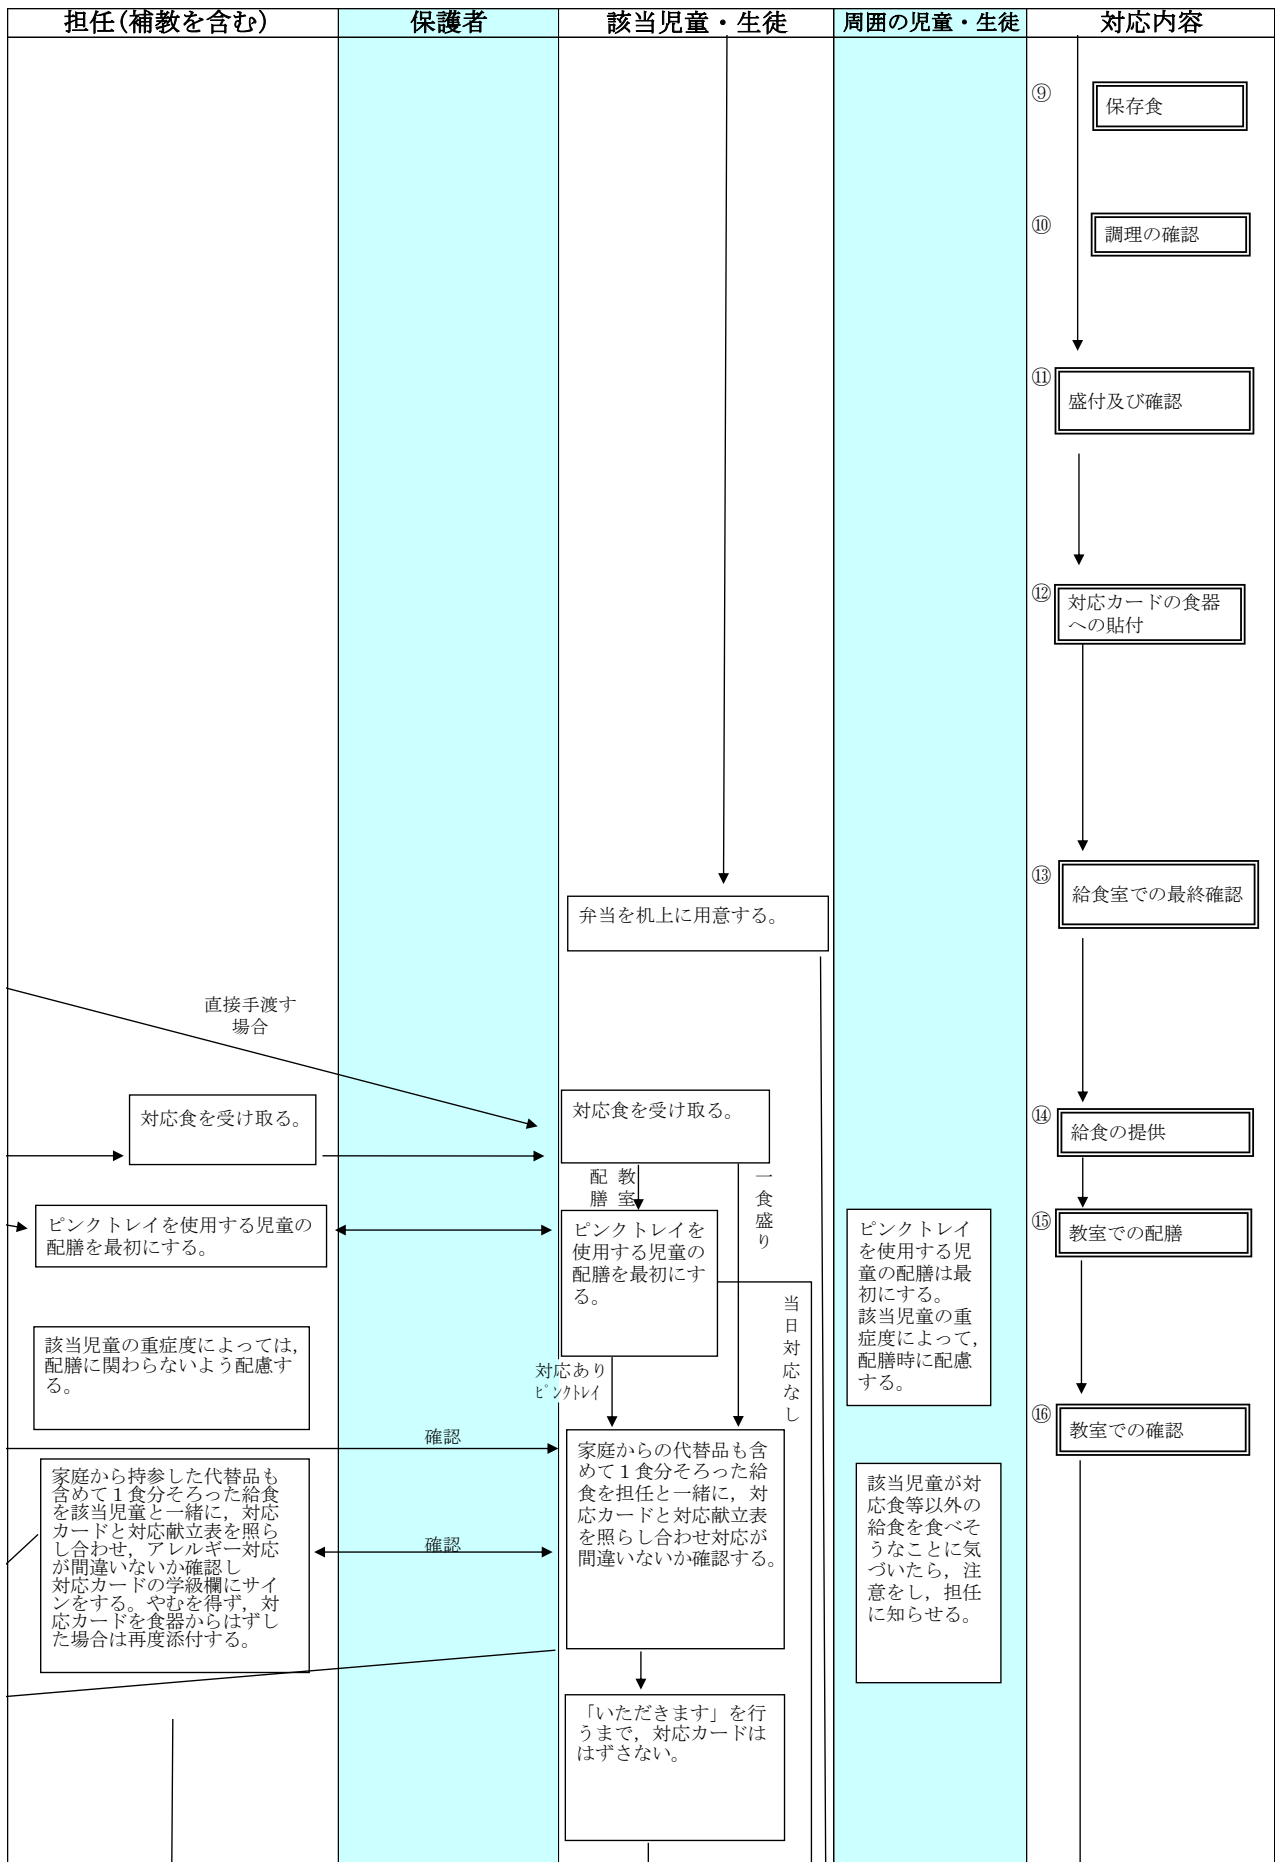 担任(補教を含む)
保護者
該当児童・生徒
周囲の児童・生徒
対応内容
⑨
保存食
⑩
調理の確認
⑪
盛付及び確認
⑫
対応カードの食器
への貼付
⑬
給食室での最終確認
弁当を机上に用意する。
直接手渡す
場合
対応食を受け取る。
対応食を受け取る。
⑭
給食の提供
教室
配膳
一食盛り
ピンクトレイを使用する児童の
配膳を最初にする。
ピンクトレイを
使用する児童の
配膳を最初にす
る。
ピンクトレイ
を使用する児
童の配膳は最
初にする。
該当児童の重
症度によって,
配膳時に配慮
する。
⑮
教室での配膳
当日対応なし
該当児童の重症度によっては,
配膳に関わらないよう配慮す
る。
対応あり
ﾋﾟﾝｸﾄﾚｲ
⑯
教室での確認
確認
家庭から持参した代替品も
含めて１食分そろった給食
を該当児童と一緒に，対応
カードと対応献立表を照ら
し合わせ，アレルギー対応
が間違いないか確認し
対応カードの学級欄にサイ
ンをする。やむを得ず，対
応カードを食器からはずし
た場合は再度添付する。
確認
家庭からの代替品も含
めて１食分そろった給
食を担任と一緒に，対
応カードと対応献立表
を照らし合わせ対応が
間違いないか確認する。
該当児童が対
応食等以外の
給食を食べそ
うなことに気
づいたら，注
意をし，担任
に知らせる。
「いただきます」を行
うまで，対応カードは
はずさない。